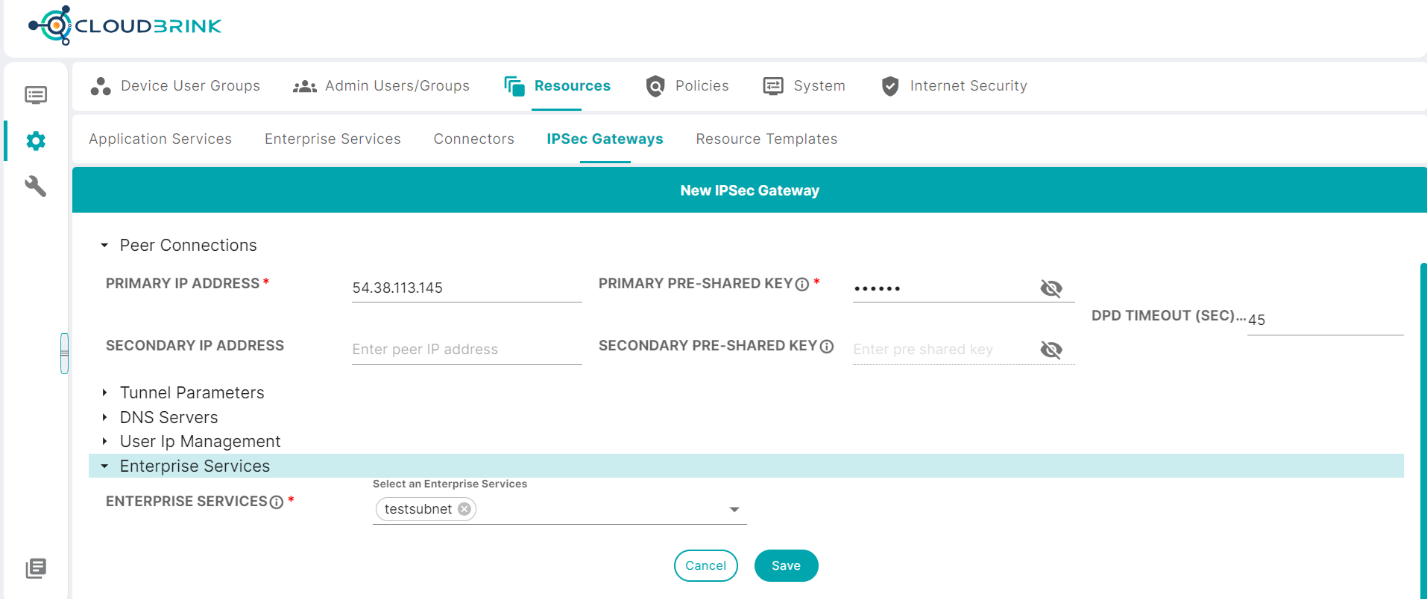 CLOUDBRINK
Device User Groups Admin Users/Groups Resources Policies System Internet Security
Application Services Enterprise Services Connectors IPSec Gateways Resource Templates
New IPSec Gateway
Peer Connections
PRIMARY IP ADDRESS * 54.38.113.145 PRIMARY PRE-SHARED KEY * ••••••
DPD TIMEOUT (SEC)... 45
SECONDARY IP ADDRESS Enter peer IP address SECONDARY PRE-SHARED KEY Enter pre shared key
Tunnel Parameters
DNS Servers
User Ip Management
Enterprise Services
Select an Enterprise Services
ENTERPRISE SERVICES * testsubnet
Cancel Save